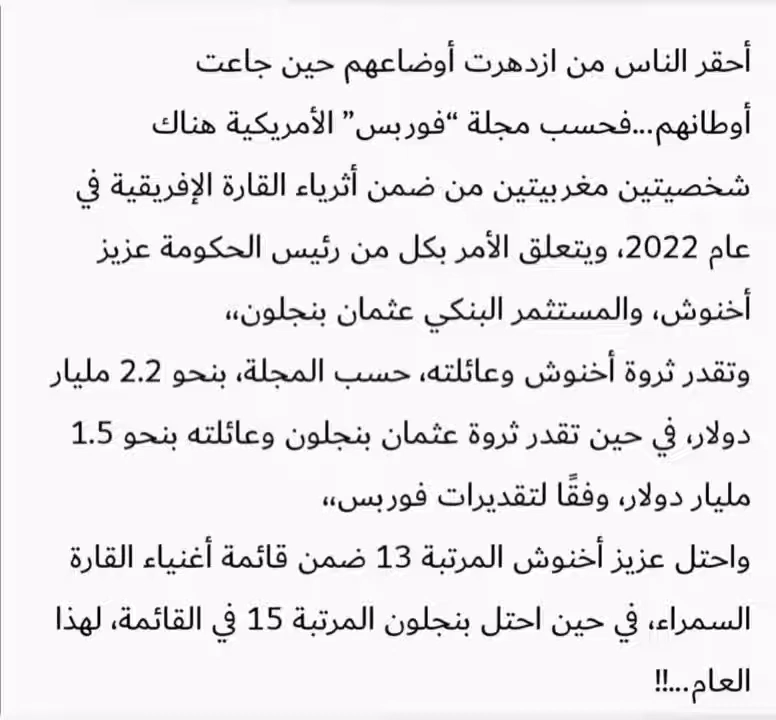 أحقر الناس من ازدهرت أوضاعهم حين جاعت
أوطانهم...فحسب مجلة “فوربس” الأمريكية هناك
شخصيتين مغربيتين من ضمن أثرياء القارة الإفريقية في
عام 2022، ويتعلق الأمر بكل من رئيس الحكومة عزيز
أخنوش، والمستثمر البنكي عثمان بنجلون،،
وتقدر ثروة أخنوش وعائلته، حسب المجلة، بنحو 2.2 مليار
دولار، في حين تقدر ثروة عثمان بنجلون وعائلته بنحو 1.5
مليار دولار، وفقًا لتقديرات فوربس،،
واحتل عزيز أخنوش المرتبة 13 ضمن قائمة أغنياء القارة
السمراء، في حين احتل بنجلون المرتبة 15 في القائمة، لهذا
العام...!!